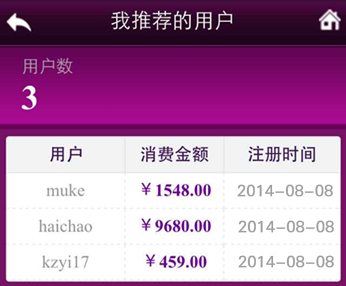 我推荐的用户
用户数
3
用户 消费金额 注册时间
muke ￥1548.00 2014-08-08
haichao ￥9680.00 2014-08-08
kzyi17 ￥459.00 2014-08-08